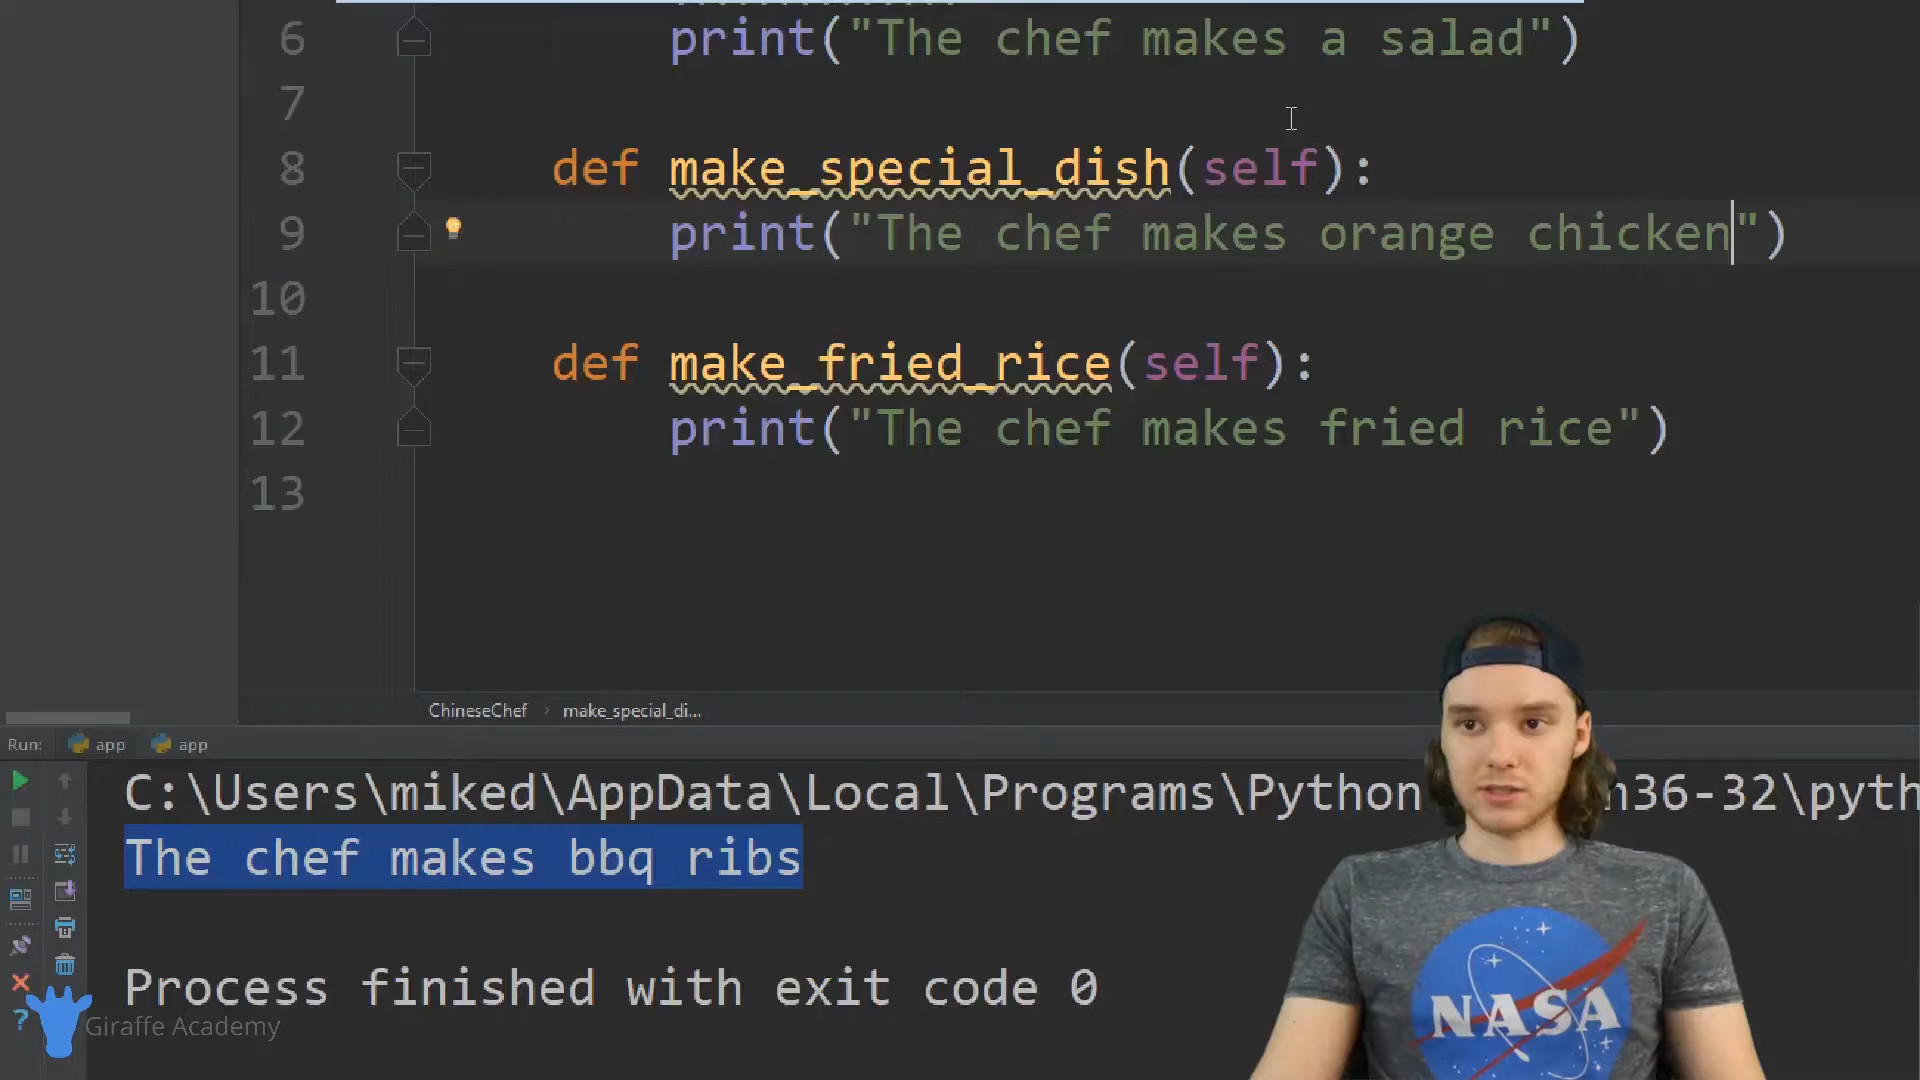 6 print("The chef makes a salad")
7
8 def make_special_dish(self):
9 print("The chef makes orange chicken")
10
11 def make_fried_rice(self):
12 print("The chef makes fried rice")
13
ChineseChef make_special_di...
Run: app app
C:\Users\miked\AppData\Local\Programs\Python n36-32\pyth
The chef makes bbq ribs
Process finished with exit code 0
?
Giraffe Academy
NASA